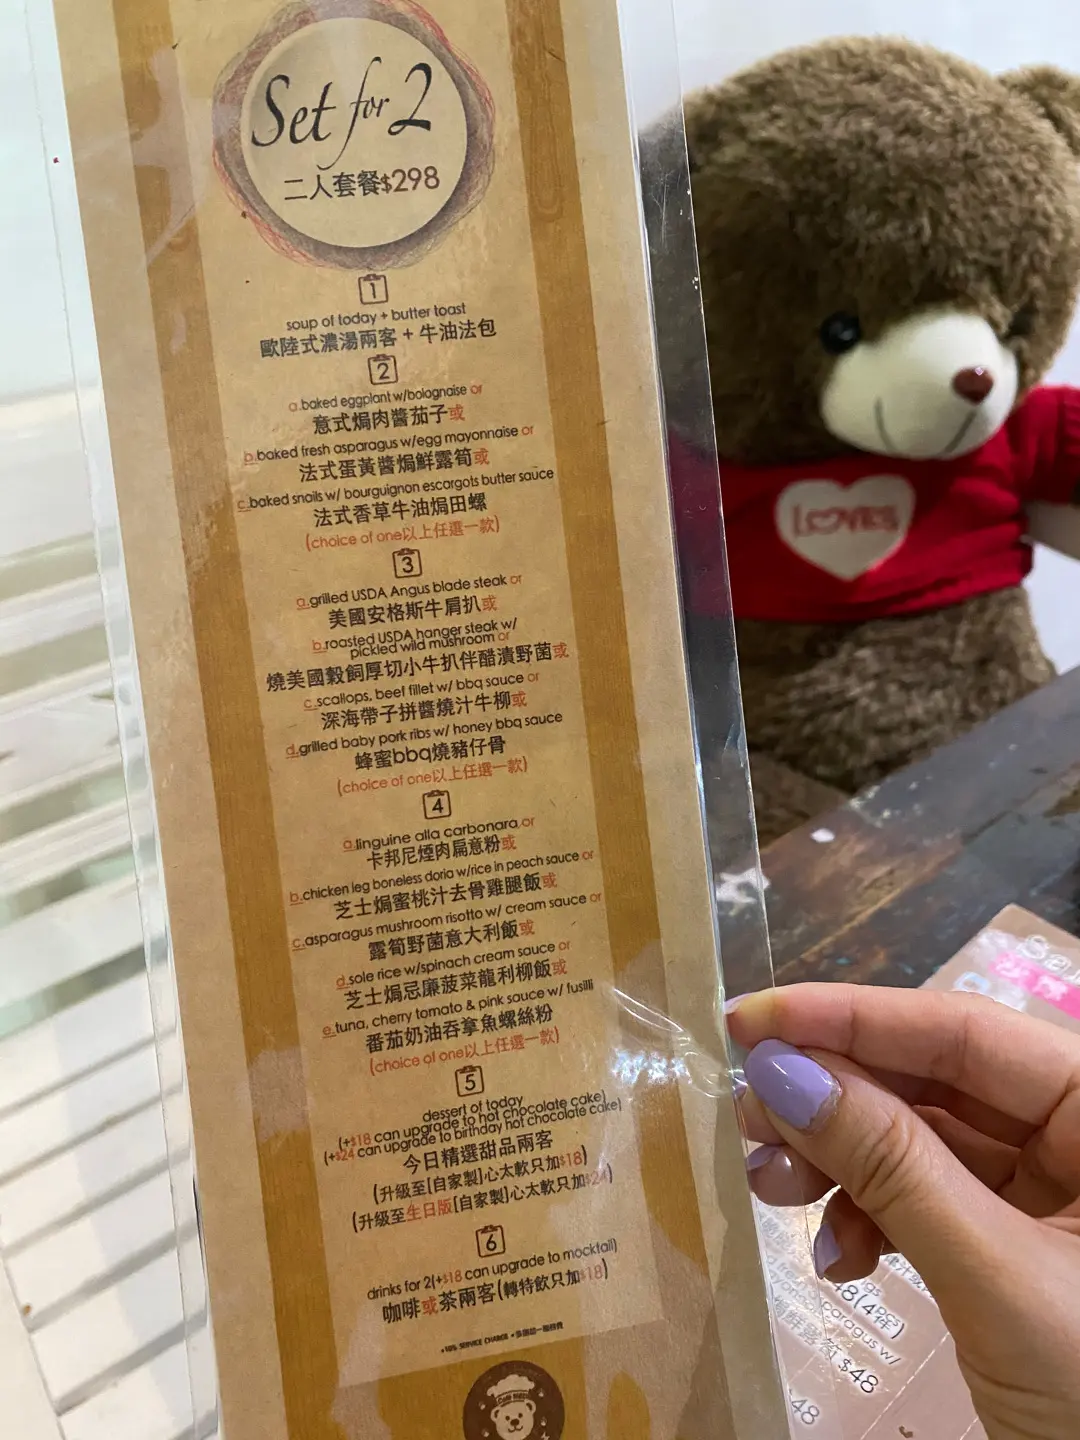 Set for 2
二人套餐$298
1
soup of today + butter toast
歐陸式濃湯兩客 + 牛油法包
2
a.baked eggplant w/bolagnaise or
意式焗肉醬茄子或
b.baked fresh asparagus w/egg mayonnaise or
法式蛋黃醬焗鮮露筍或
c.baked snails w/ bourguignon escargots butter sauce
法式香草牛油焗田螺
(choice of one以上任選一款)
3
a.grilled USDA Angus blade steak or
美國安格斯牛肩扒或
b.roasted USDA hanger steak w/
pickled wild mushroom or
燒美國穀飼厚切小牛扒伴醋漬野菌或
c.scallops, beef fillet w/ bbq sauce or
深海帶子拼醬燒汁牛柳或
d.grilled baby pork ribs w/ honey bbq sauce
蜂蜜bbq燒豬仔骨
(choice of one以上任選一款)
4
a.linguine alla carbonara or
卡邦尼煙肉扁意粉或
b.chicken leg boneless doria w/rice in peach sauce or
芝士焗蜜桃汁去骨雞腿飯或
c.asparagus mushroom risotto w/ cream sauce or
露筍野菌意大利飯或
d.sole rice w/spinach cream sauce or
芝士焗忌廉菠菜龍利柳飯或
e.tuna, cherry tomato & pink sauce w/ fusilli
番茄奶油吞拿魚螺絲粉
(choice of one以上任選一款)
5
dessert of today
(+$18 can upgrade to hot chocolate cake)
(+$24 can upgrade to birthday hot chocolate cake)
今日精選甜品兩客
(升級至[自家製]心太軟只加$18)
(升級至生日版[自家製]心太軟只加$24)
6
drinks for 2(+$18 can upgrade to mocktail)
咖啡或茶兩客(轉特飲只加$18)
+10% SERVICE CHARGE
LOVES
48(4件)
asparagus w/
$48
48